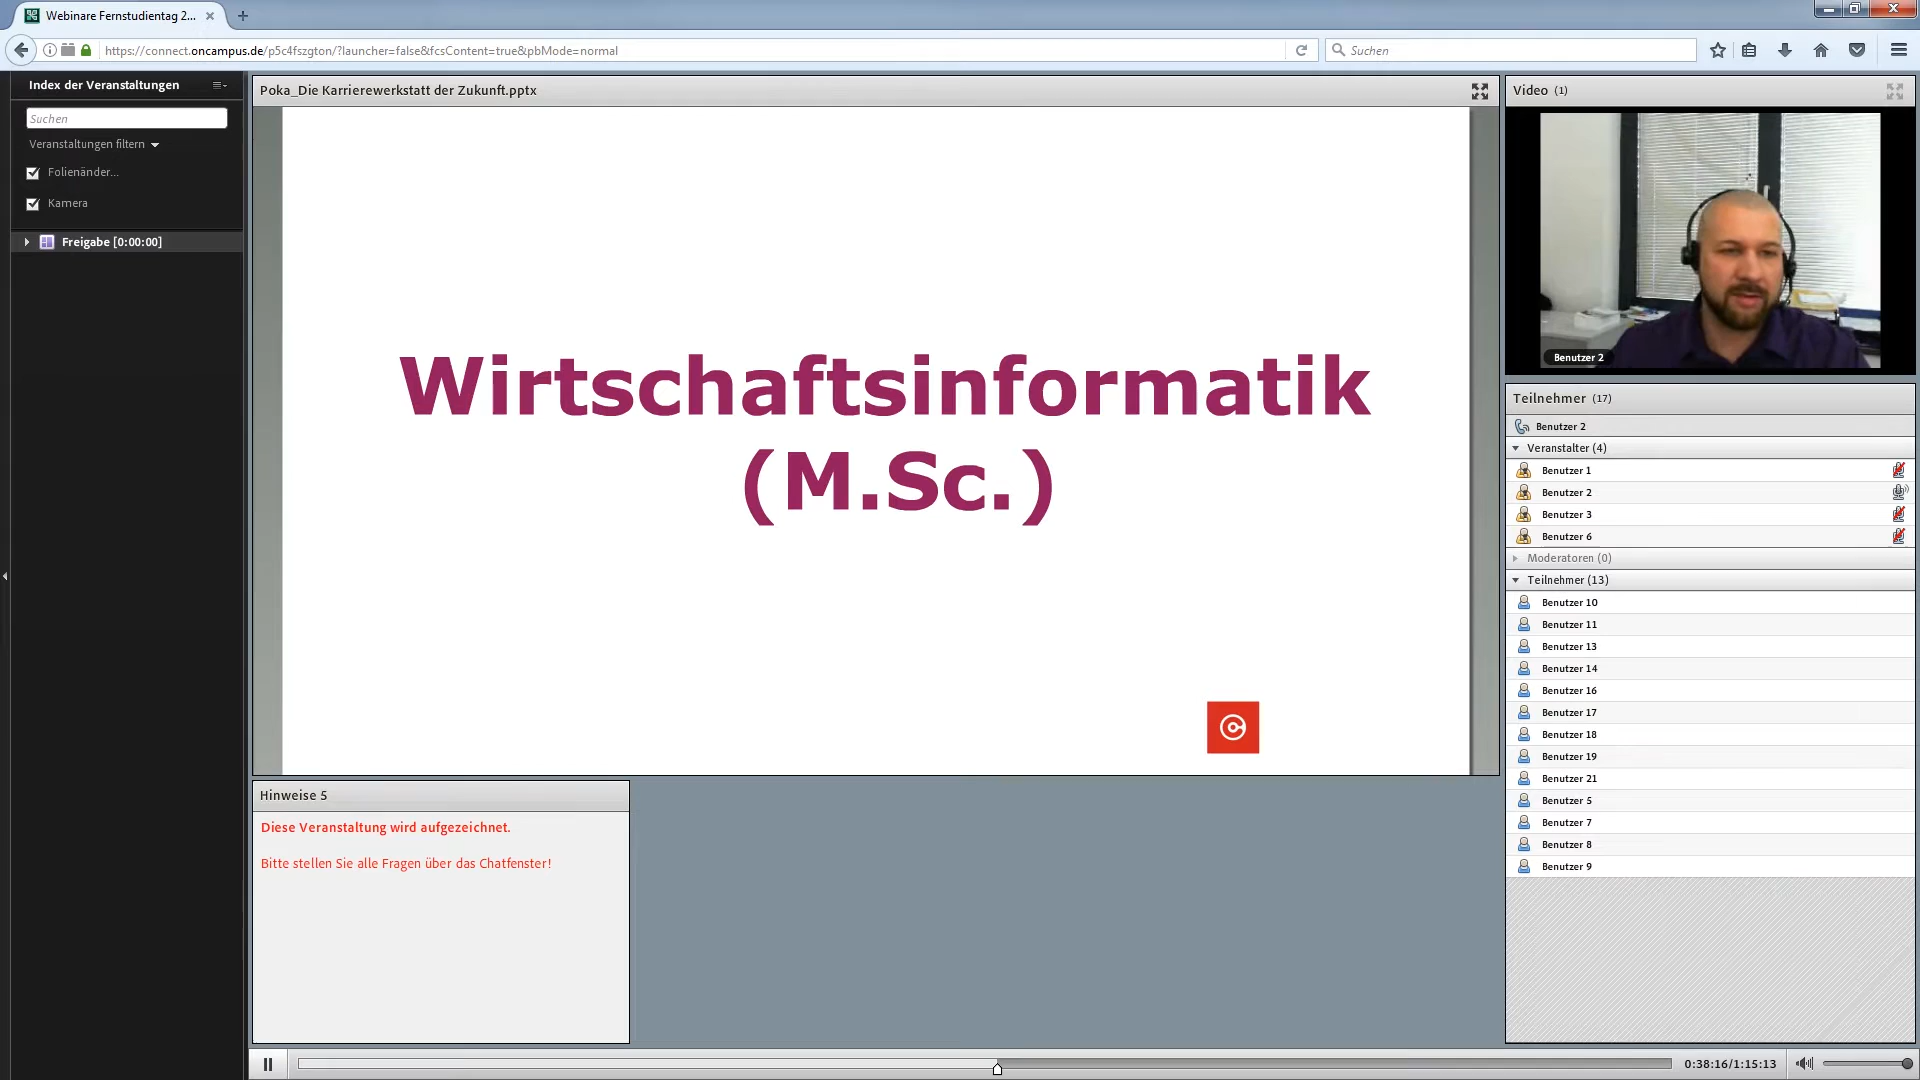 Webinare Fernstudientag 2...
https://connect.oncampus.de/p5c4fszgton/?launcher=false&fcsContent=true&pbMode=normal
Suchen
Index der Veranstaltungen
Suchen
Veranstaltungen filtern
Folienänder...
Kamera
Freigabe [0:00:00]
Poka_Die Karrierewerkstatt der Zukunft.pptx
Wirtschaftsinformatik
(M.Sc.)
Hinweise 5
Diese Veranstaltung wird aufgezeichnet.
Bitte stellen Sie alle Fragen über das Chatfenster!
Video (1)
Benutzer 2
Teilnehmer (17)
Benutzer 2
Veranstalter (4)
Benutzer 1
Benutzer 2
Benutzer 3
Benutzer 6
Moderatoren (0)
Teilnehmer (13)
Benutzer 10
Benutzer 11
Benutzer 13
Benutzer 14
Benutzer 16
Benutzer 17
Benutzer 18
Benutzer 19
Benutzer 21
Benutzer 5
Benutzer 7
Benutzer 8
Benutzer 9
0:38:16/1:15:13